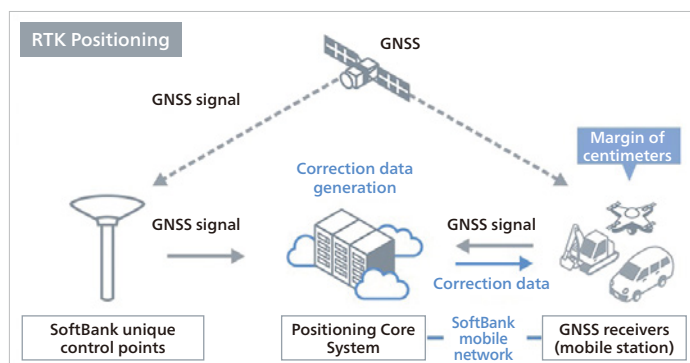 RTK Positioning
GNSS
GNSS signal
Margin of
centimeters
Correction data
generation
GNSS signal
GNSS signal
Correction data
SoftBank unique
control points
Positioning Core
System
SoftBank
mobile
network
GNSS receivers
(mobile station)